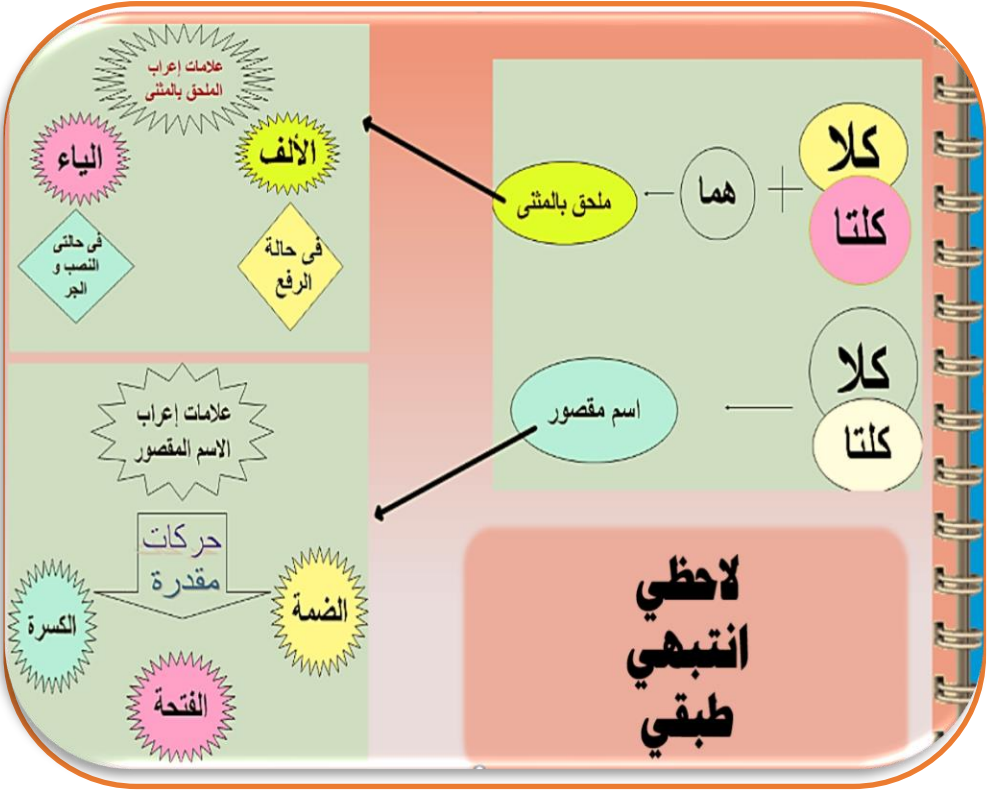 كلا
كلتا
+
هما
ملحق بالمثنى
علامات إعراب
الملحق بالمثنى
الألف
فى حالة
الرفع
الياء
فى حالتى
النصب و
الجر
كلا
كلتا
اسم مقصور
علامات إعراب
الاسم المقصور
حركات
مقدرة
الضمة
الفتحة
الكسرة
لاحظي
انتبهي
طبقي